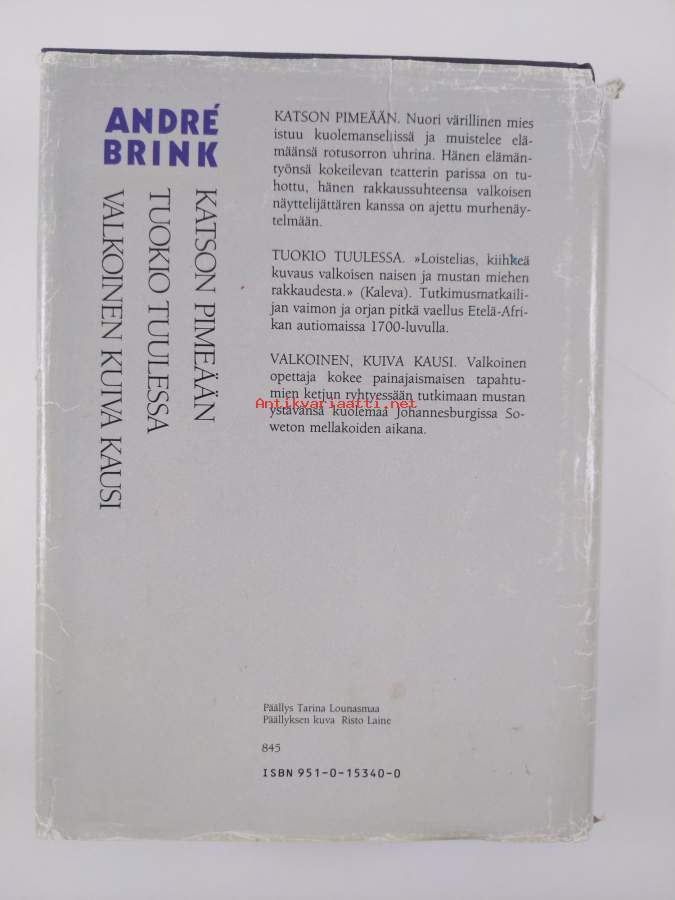 ANDRÉ
BRINK
KATSON PIMEÄÄN
TUOKIO TUULESSA
VALKOINEN KUIVA KAUSI
KATSON PIMEÄÄN. Nuori värillinen mies
istuu kuolemansellissä ja muistelee elä-
määnsä rotusorron uhrina. Hänen elämän-
työnsä kokeilevan teatterin parissa on tu-
hottu, hänen rakkaussuhteensa valkoisen
näyttelijättären kanssa on ajettu murhenäy-
telmään.
TUOKIO TUULESSA. »Loistelias, kiihkeä
kuvaus valkoisen naisen ja mustan miehen
rakkaudesta.» (Kaleva). Tutkimusmatkaili-
jan vaimon ja orjan pitkä vaellus Etelä-Afri-
kan autiomaissa 1700-luvulla.
VALKOINEN, KUIVA KAUSI. Valkoinen
opettaja kokee painajaismaisen tapahtu-
mien ketjun ryhtyessään tutkimaan mustan
Antikvariaatti.net
ystävänsä kuolemaa Johannesburgissa So-
weton mellakoiden aikana.
Päällys Tarina Lounasmaa
Päällyksen kuva Risto Laine
845
ISBN 951-0-15340-0